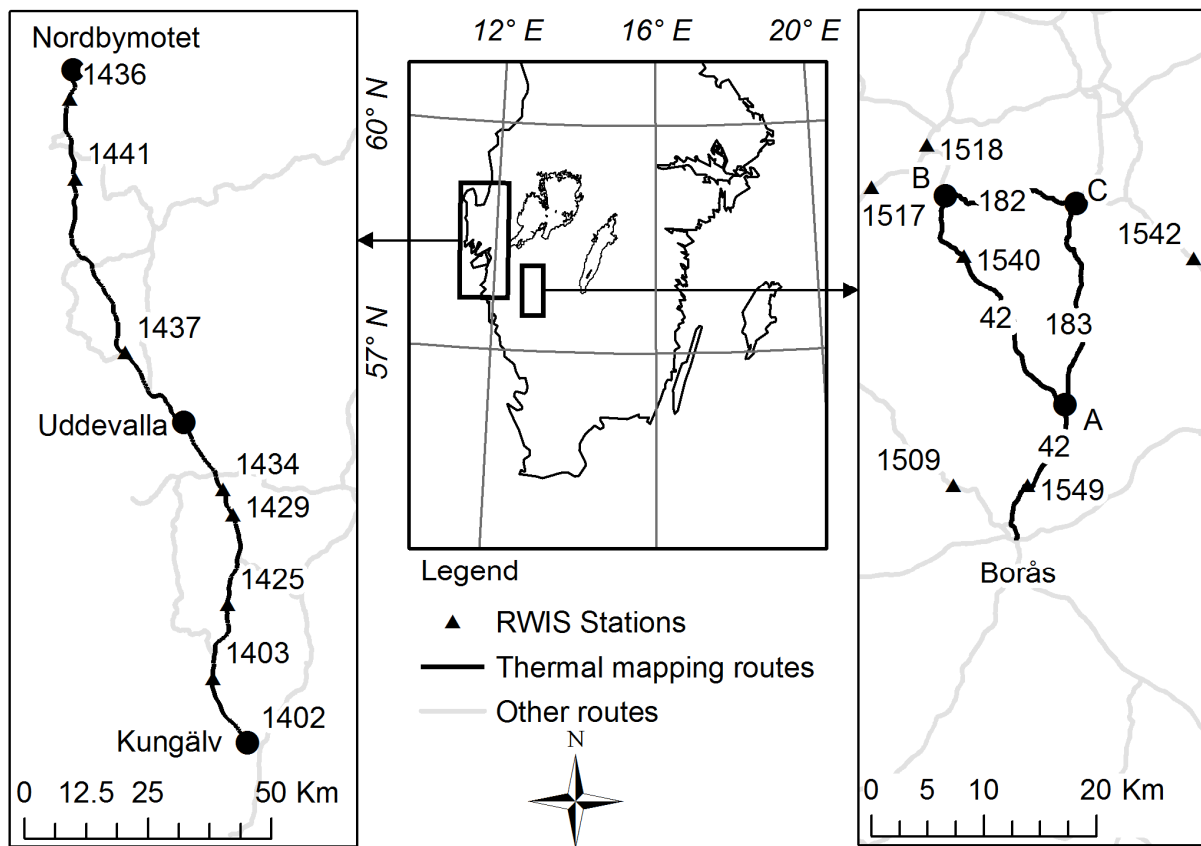 Nordbymotet
1436
1441
1437
Uddevalla
1434
1429
1425
1403
1402
Kungälv
0 12.5 25 50 Km
12° E 16° E 20° E
60° N
57° N
Legend
RWIS Stations
Thermal mapping routes
Other routes
N
1518
B
C
182
1517
1542
1540
42
183
A
42
1509
1549
Borås
0 5 10 20 Km